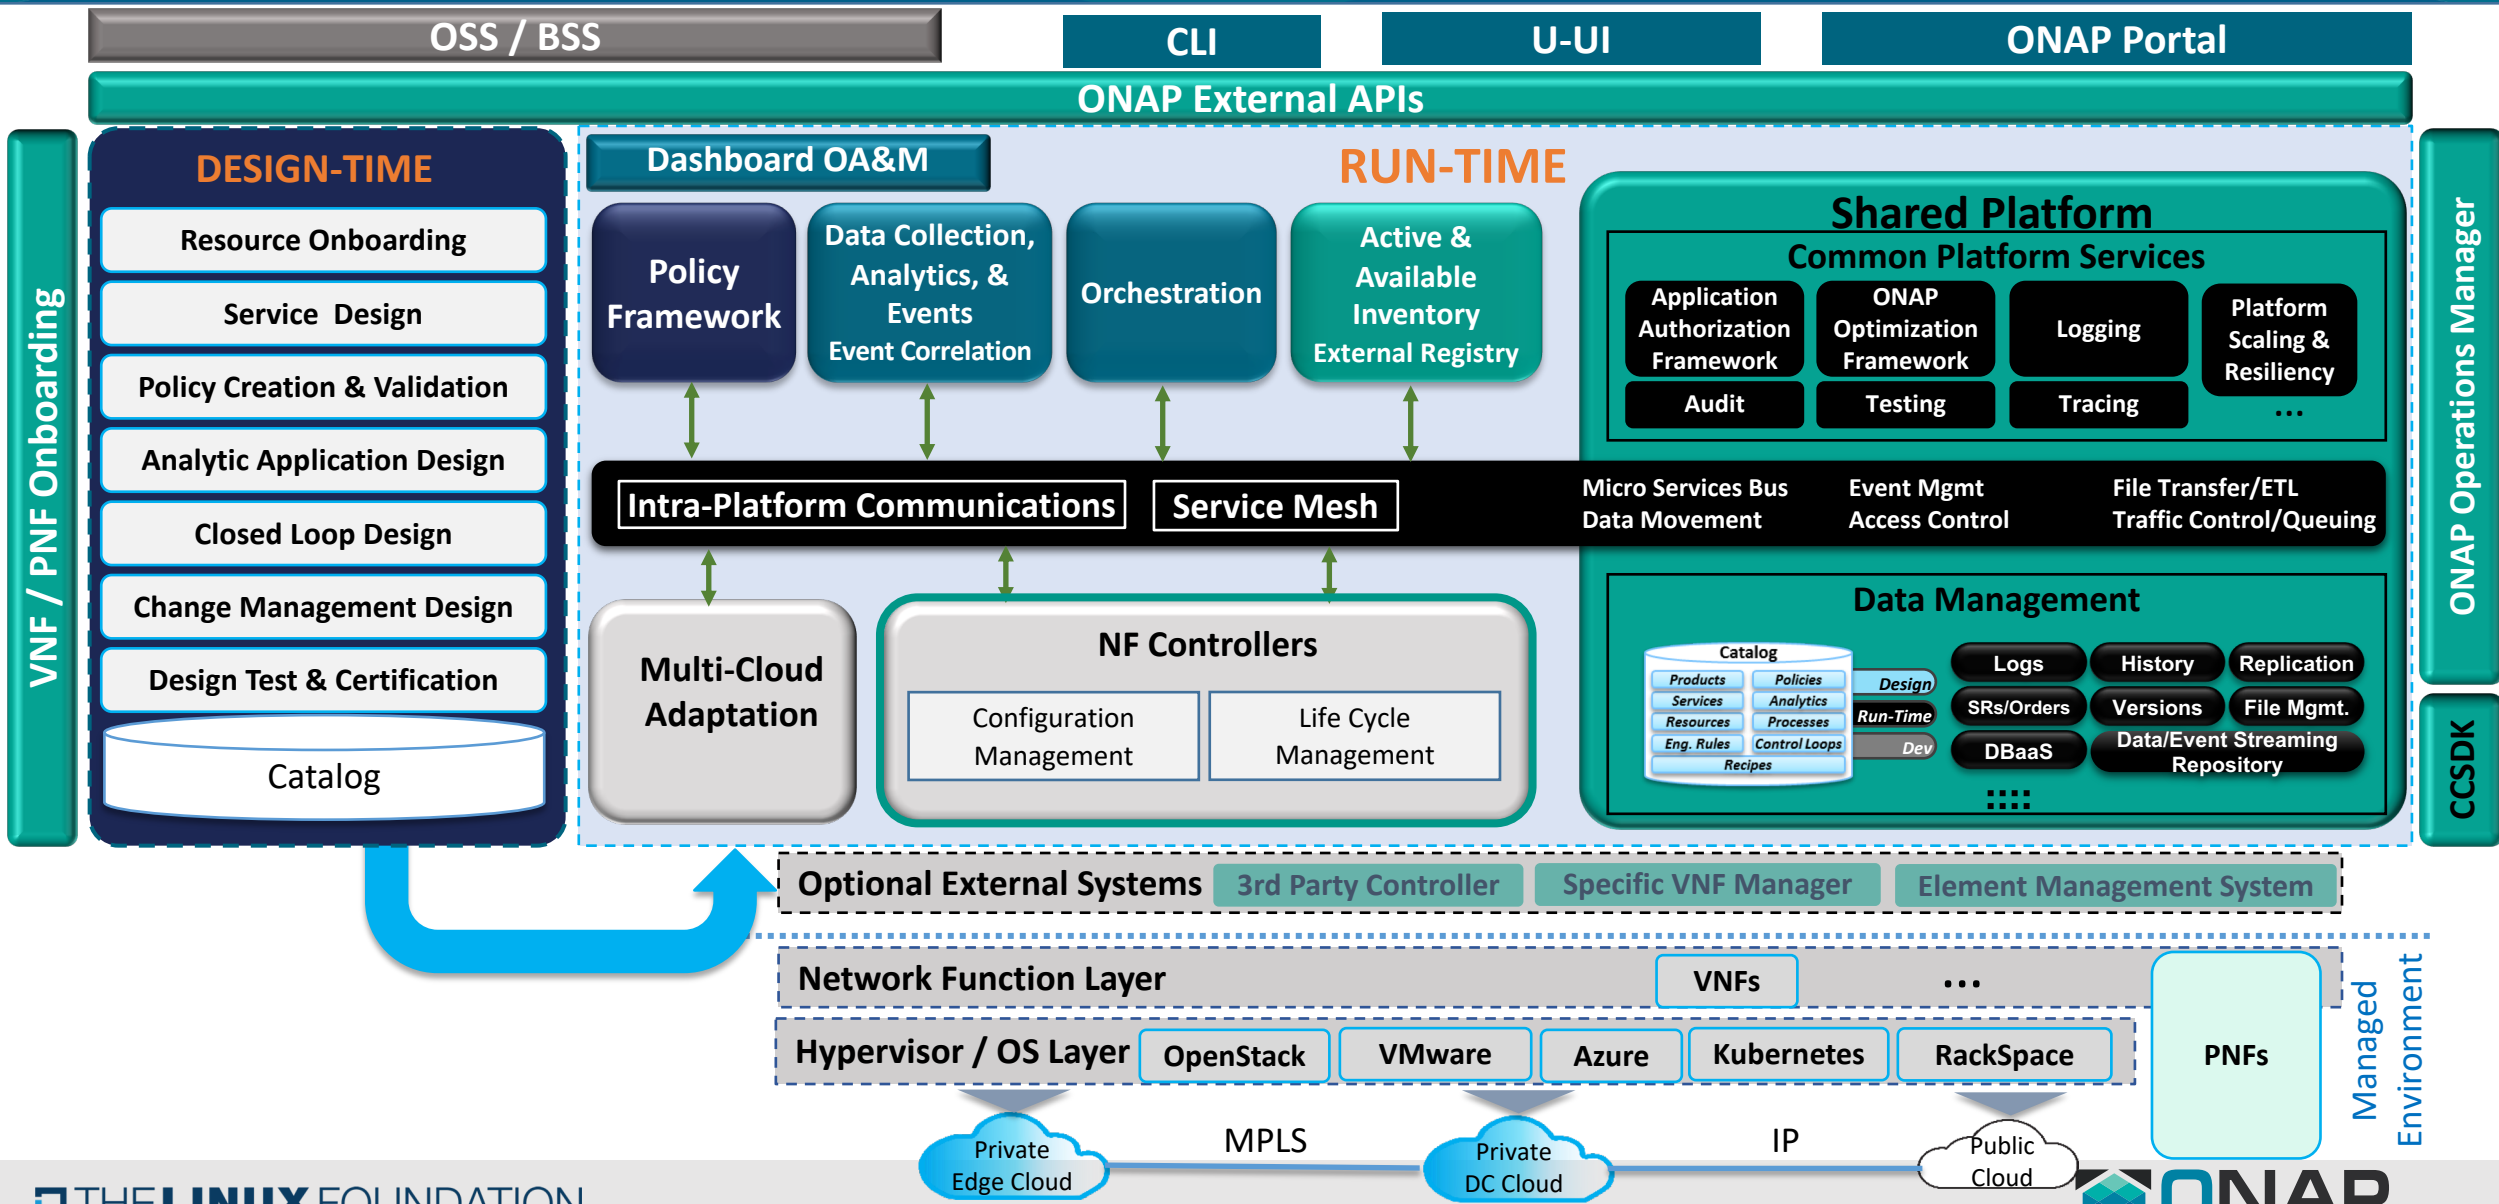 OSS / BSS
CLI
U-UI
ONAP Portal
ONAP External APIs
VNF / PNF Onboarding
DESIGN-TIME
Resource Onboarding
Service Design
Policy Creation & Validation
Analytic Application Design
Closed Loop Design
Change Management Design
Design Test & Certification
Catalog
Dashboard OA&M
RUN-TIME
Policy
Framework
Data Collection,
Analytics, &
Events
Event Correlation
Orchestration
Active &
Available
Inventory
External Registry
Shared Platform
Common Platform Services
Application
Authorization
Framework
ONAP
Optimization
Framework
Logging
Platform
Scaling &
Resiliency
Audit
Testing
Tracing
...
Intra-Platform Communications
Service Mesh
Micro Services Bus
Data Movement
Event Mgmt
Access Control
File Transfer/ETL
Traffic Control/Queuing
Multi-Cloud
Adaptation
NF Controllers
Configuration
Management
Life Cycle
Management
Data Management
Catalog
Products
Policies
Services
Analytics
Resources
Processes
Eng. Rules
Control Loops
Recipes
Design
Run-Time
Dev
Logs
History
Replication
SRs/Orders
Versions
File Mgmt.
DBaaS
Data/Event Streaming
Repository
::::
ONAP Operations Manager
CCSDK
Optional External Systems
3rd Party Controller
Specific VNF Manager
Element Management System
Network Function Layer
VNFs
...
Hypervisor / OS Layer
OpenStack
VMware
Azure
Kubernetes
RackSpace
PNFs
Managed
Environment
Private
Edge Cloud
MPLS
Private
DC Cloud
IP
Public
Cloud
THE LINUX FOUNDATION
ONAP